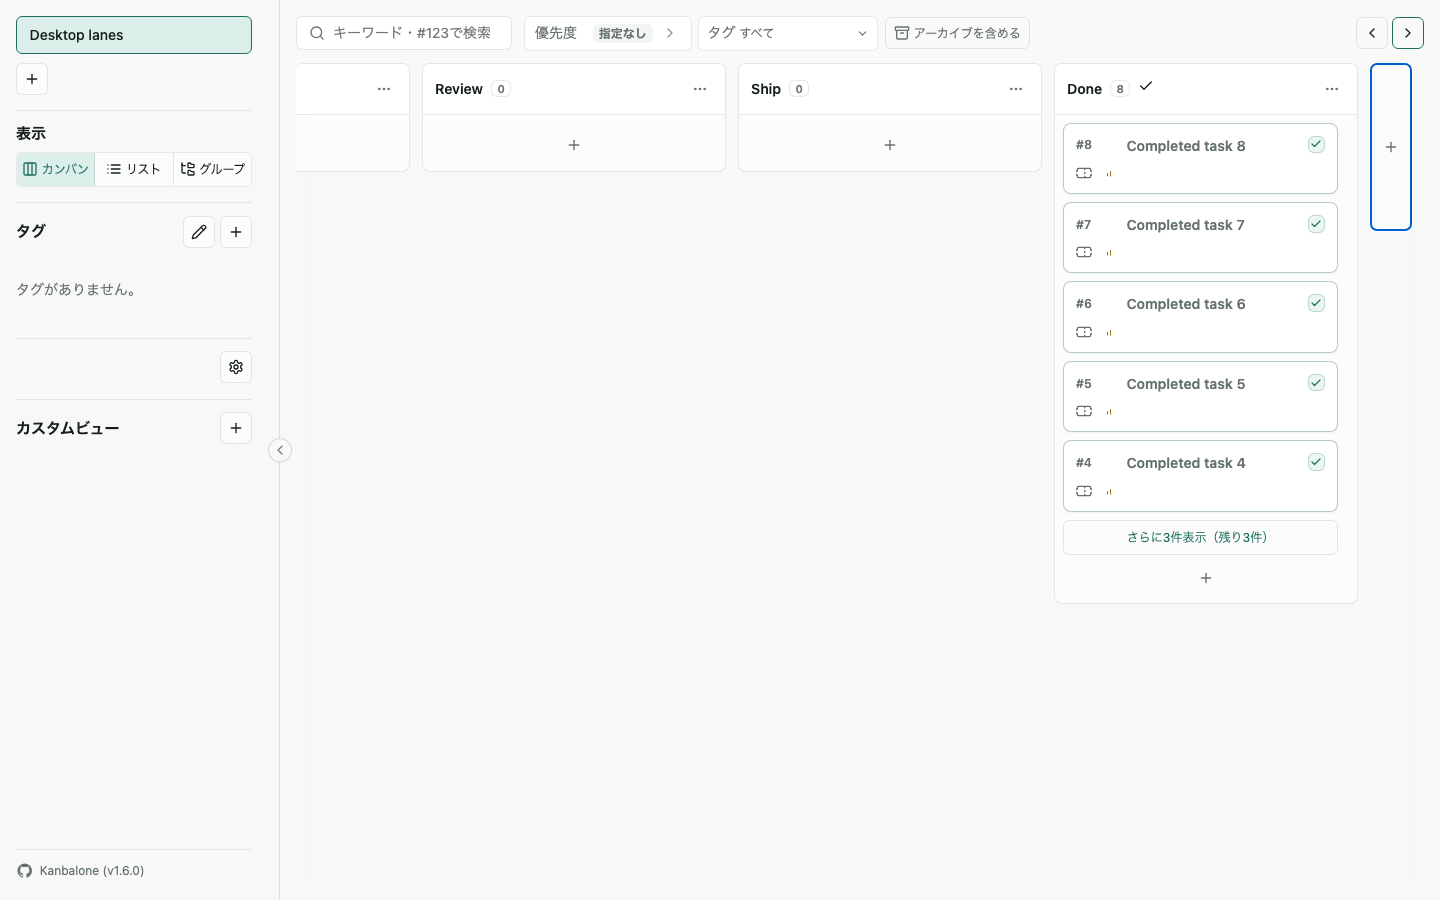 Desktop lanes
表示
カンバン
リスト
グループ
タグ
タグがありません。
カスタムビュー
Kanbalone (v1.6.0)
キーワード・#123で検索
優先度 指定なし
タグ すべて
アーカイブを含める
Review 0
Ship 0
Done 8
#8 Completed task 8
#7 Completed task 7
#6 Completed task 6
#5 Completed task 5
#4 Completed task 4
さらに3件表示（残り3件）